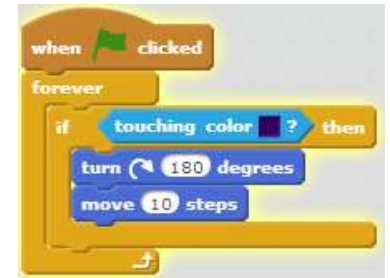 when clicked
forever
if touching color ? then
turn 180 degrees
move 10 steps